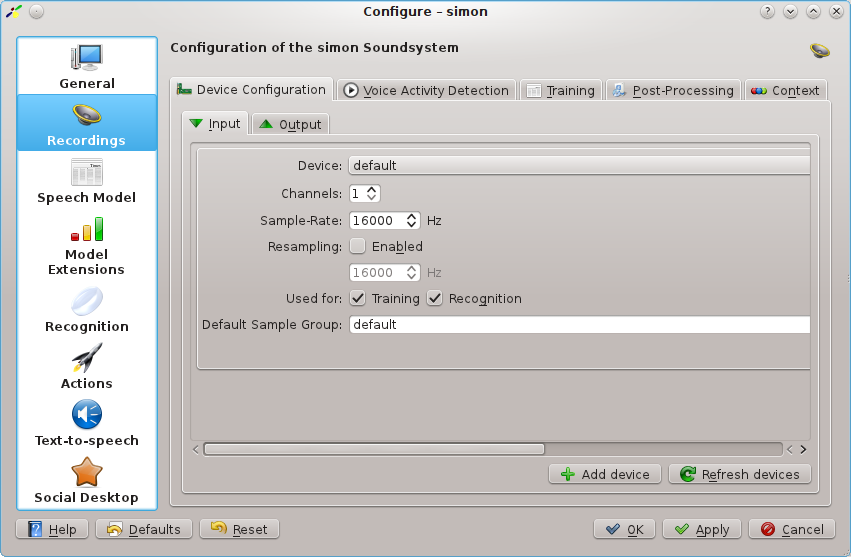 Configure – simon
Configuration of the simon Soundsystem
General
Recordings
Speech Model
Model
Extensions
Recognition
Actions
Text-to-speech
Social Desktop
Device Configuration Voice Activity Detection Training Post-Processing Context
Input Output
Device: default
Channels: 1
Sample-Rate: 16000 Hz
Resampling: Enabled
16000 Hz
Used for: Training Recognition
Default Sample Group: default
Add device Refresh devices
Help Defaults Reset OK Apply Cancel